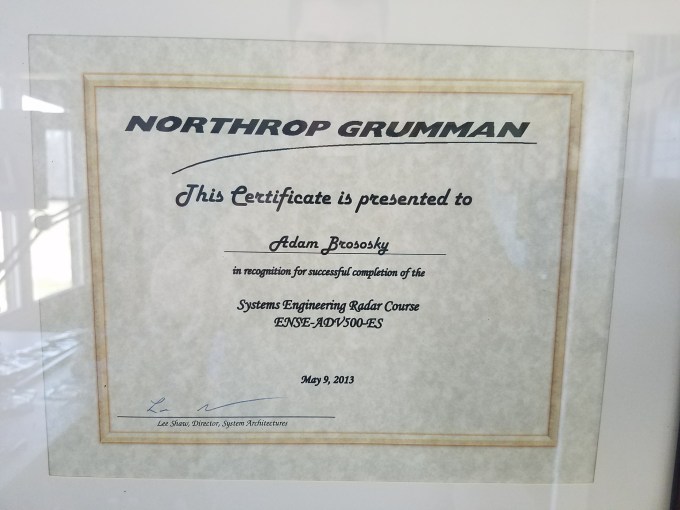 NORTHROP GRUMMAN
This Certificate is presented to
Adam Brososky
in recognition for successful completion of the
Systems Engineering Radar Course
ENSE-ADV500-ES
May 9, 2013
Lee Shaw, Director, System Architectures